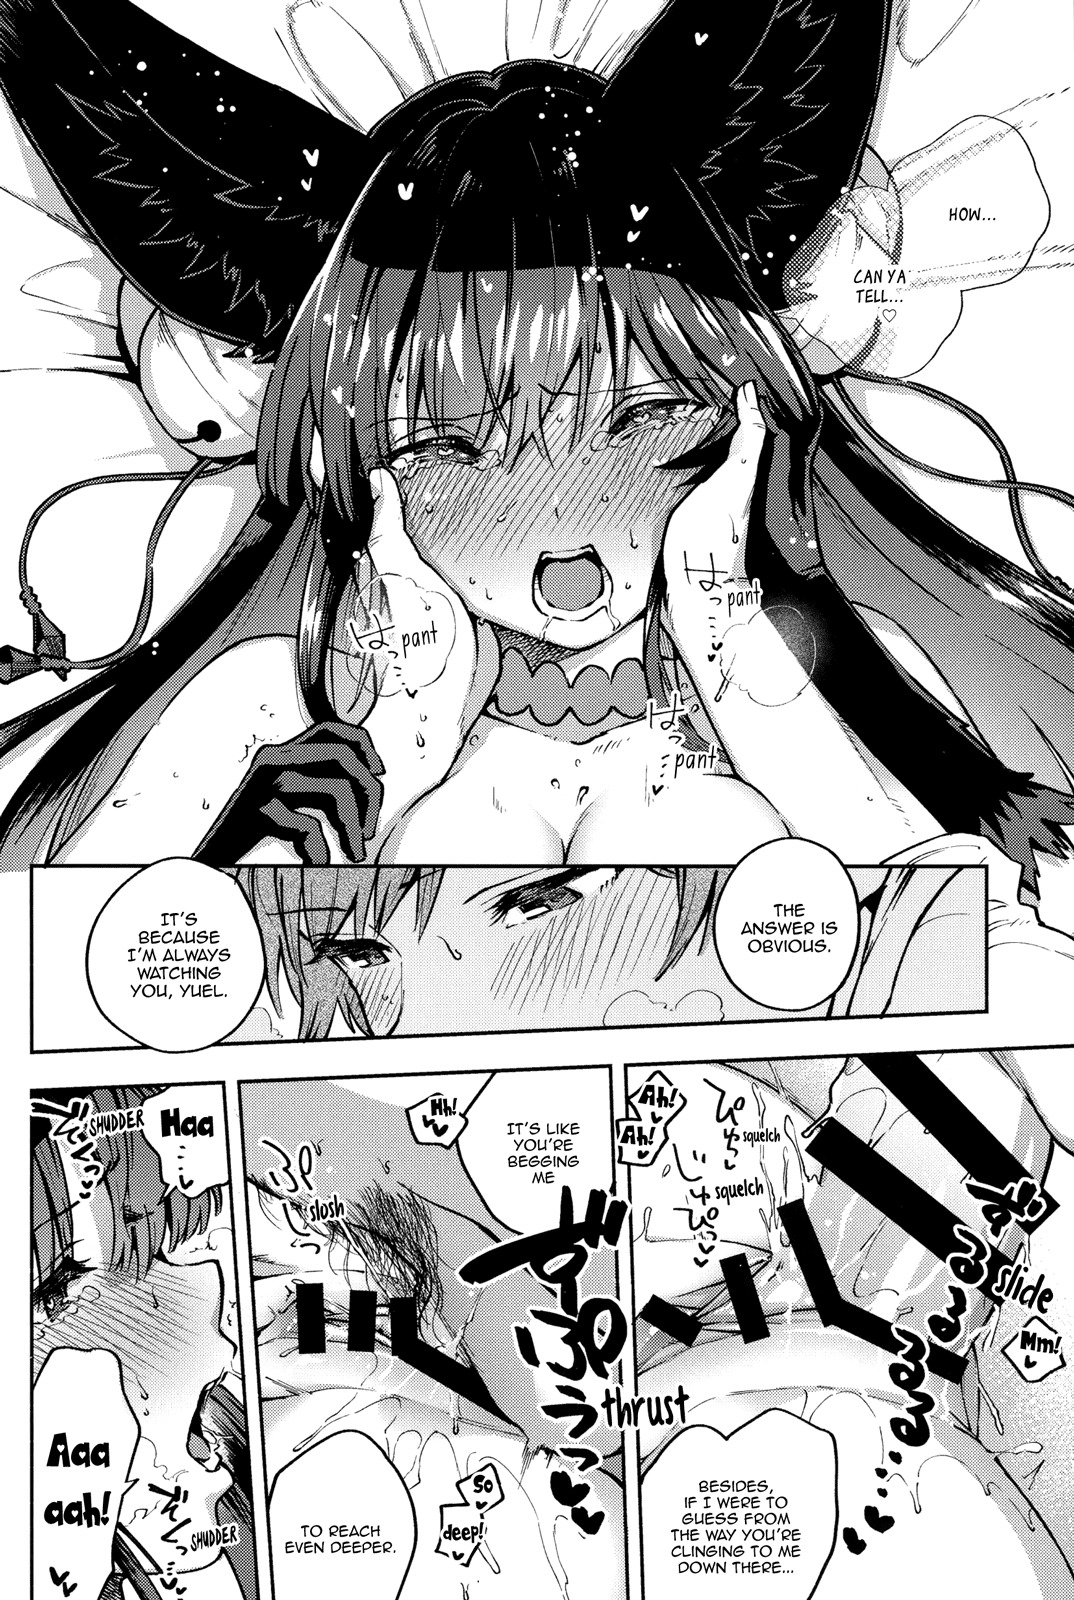 HOW...
CAN YA
TELL...♡
はっ
pant
はっ
pant
はっ
pant
THE
ANSWER IS
OBVIOUS.
IT'S
BECAUSE
I'M ALWAYS
WATCHING
YOU, YUEL.
Ah!
Ah!
squelch
squelch
slide
Mm!
BESIDES,
IF I WERE TO
GUESS FROM
THE WAY YOU'RE
CLINGING TO ME
DOWN THERE...
Hh!
IT'S LIKE
YOU'RE
BEGGING ME
slosh
thrust
So
deep!
TO REACH
EVEN DEEPER.
SHUDDER
Haa
Aaa
aah!
SHUDDER